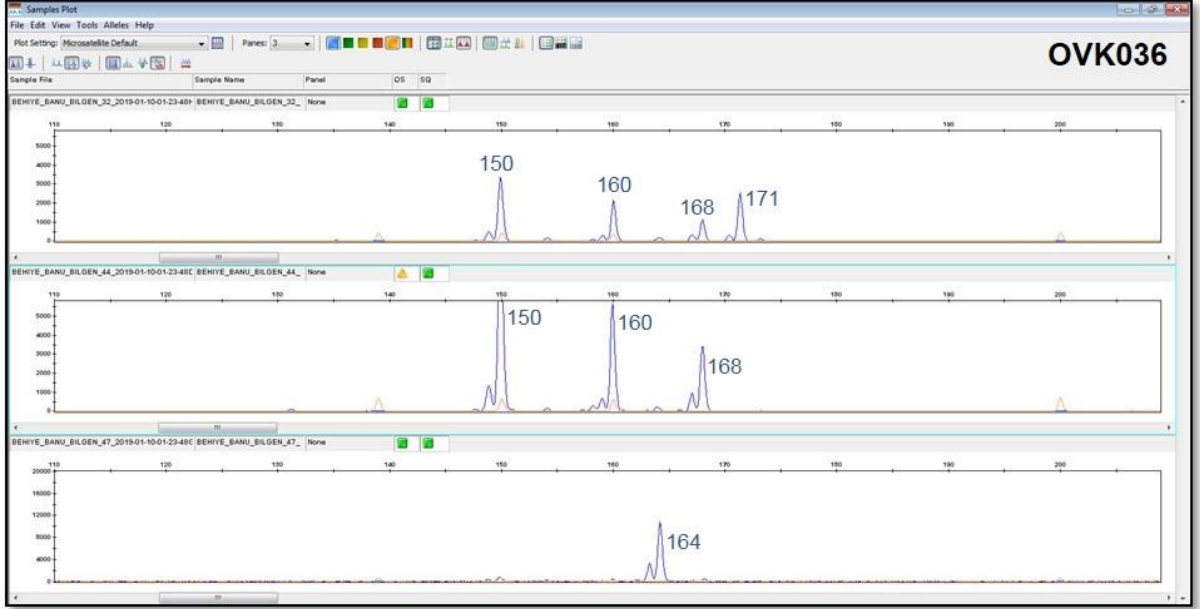 Samples Plot
File Edit View Tools Alleles Help
Plot Setting: Microsatellite Default Panes: 3
OVK036
Sample File Sample Name Panel OS SQ
BEHIYE_BANU_BILGEN_32_2019-01-10-01-23-48 BEHIYE_BANU_BILGEN_32_ None
110 120 130 140 150 160 170 180 190 200
5000
4000
3000
2000
1000
0
150
160
168
171
BEHIYE_BANU_BILGEN_44_2019-01-10-01-23-48 BEHIYE_BANU_BILGEN_44_ None
110 120 130 140 150 160 170 180 190 200
5000
4000
3000
2000
1000
0
150
160
168
BEHIYE_BANU_BILGEN_47_2019-01-10-01-23-48 BEHIYE_BANU_BILGEN_47_ None
110 120 130 140 150 160 170 180 190 200
20000
16000
12000
8000
4000
0
164